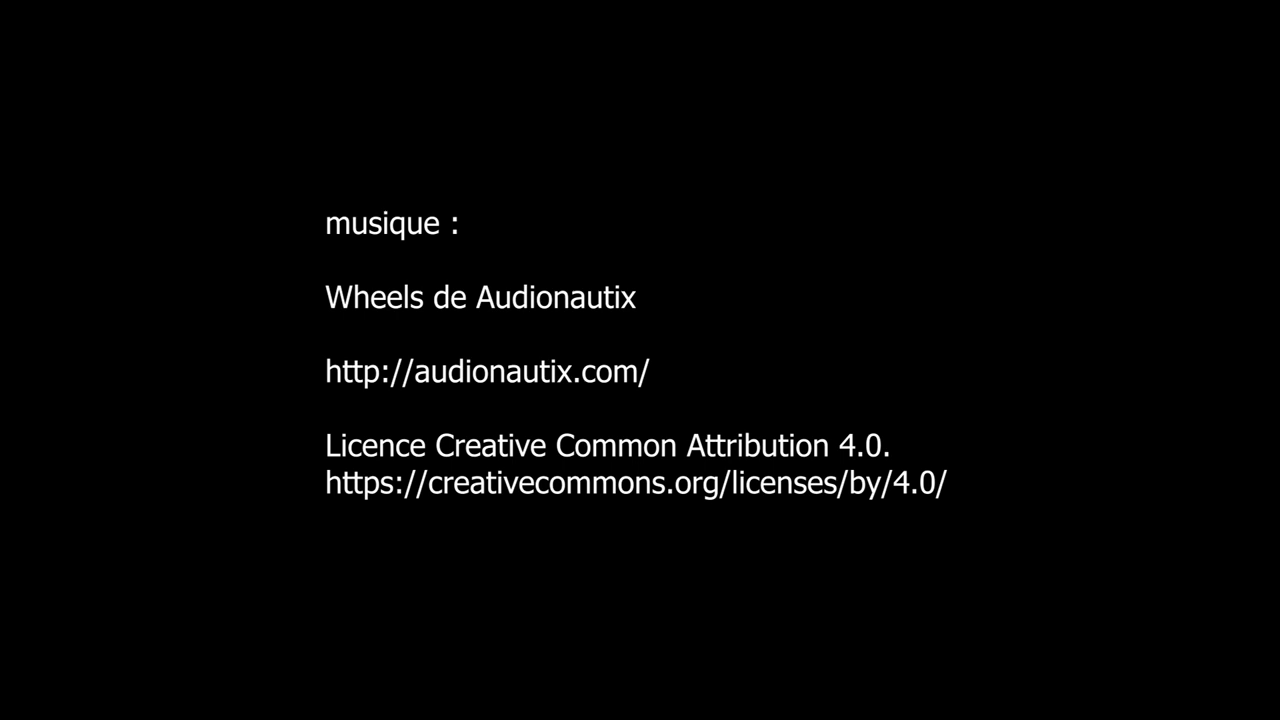 musique :
Wheels de Audionautix
http://audionautix.com/
Licence Creative Common Attribution 4.0.
https://creativecommons.org/licenses/by/4.0/